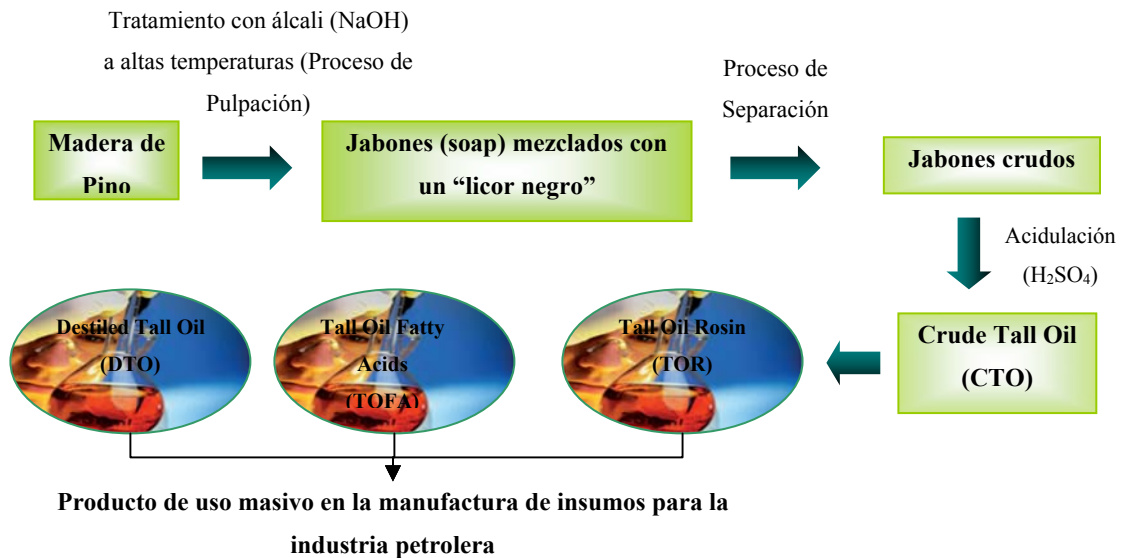 Tratamiento con álcali (NaOH)
a altas temperaturas (Proceso de
Pulpación)
Proceso de
Separación
Madera de
Pino
Jabones (soap) mezclados con
un “licor negro”
Jabones crudos
Acidulación
(H₂SO₄)
Destiled Tall Oil
(DTO)
Tall Oil Fatty
Acids
(TOFA)
Tall Oil Rosin
(TOR)
Crude Tall Oil
(CTO)
Producto de uso masivo en la manufactura de insumos para la
industria petrolera